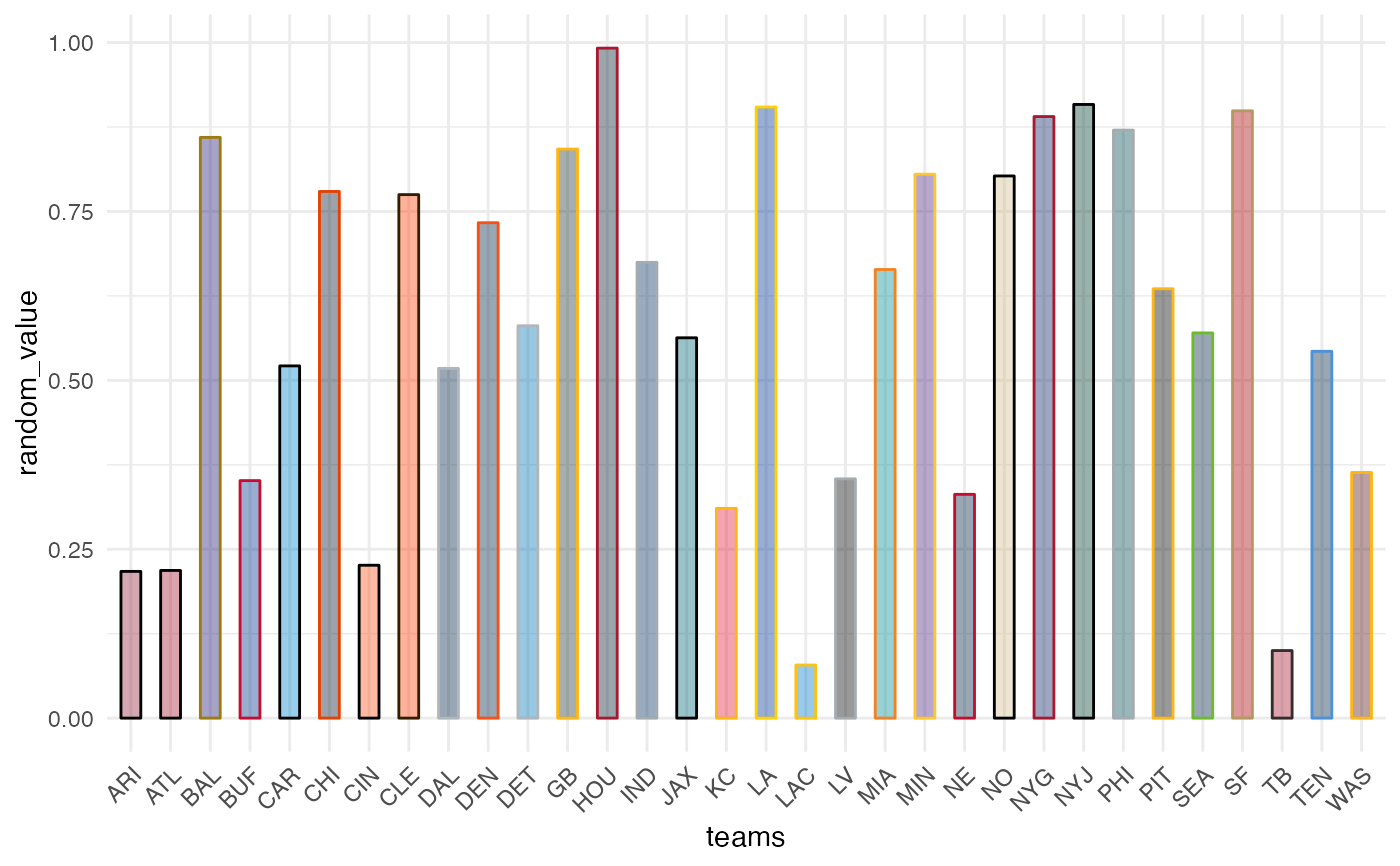 1.00
0.75
0.50
0.25
0.00
random_value
ARI ATL BAL BUF CAR CHI CIN CLE DAL DEN DET GB HOU IND JAX KC LA LAC LV MIA MIN NE NO NYG NYJ PHI PIT SEA SF TB TEN WAS
teams